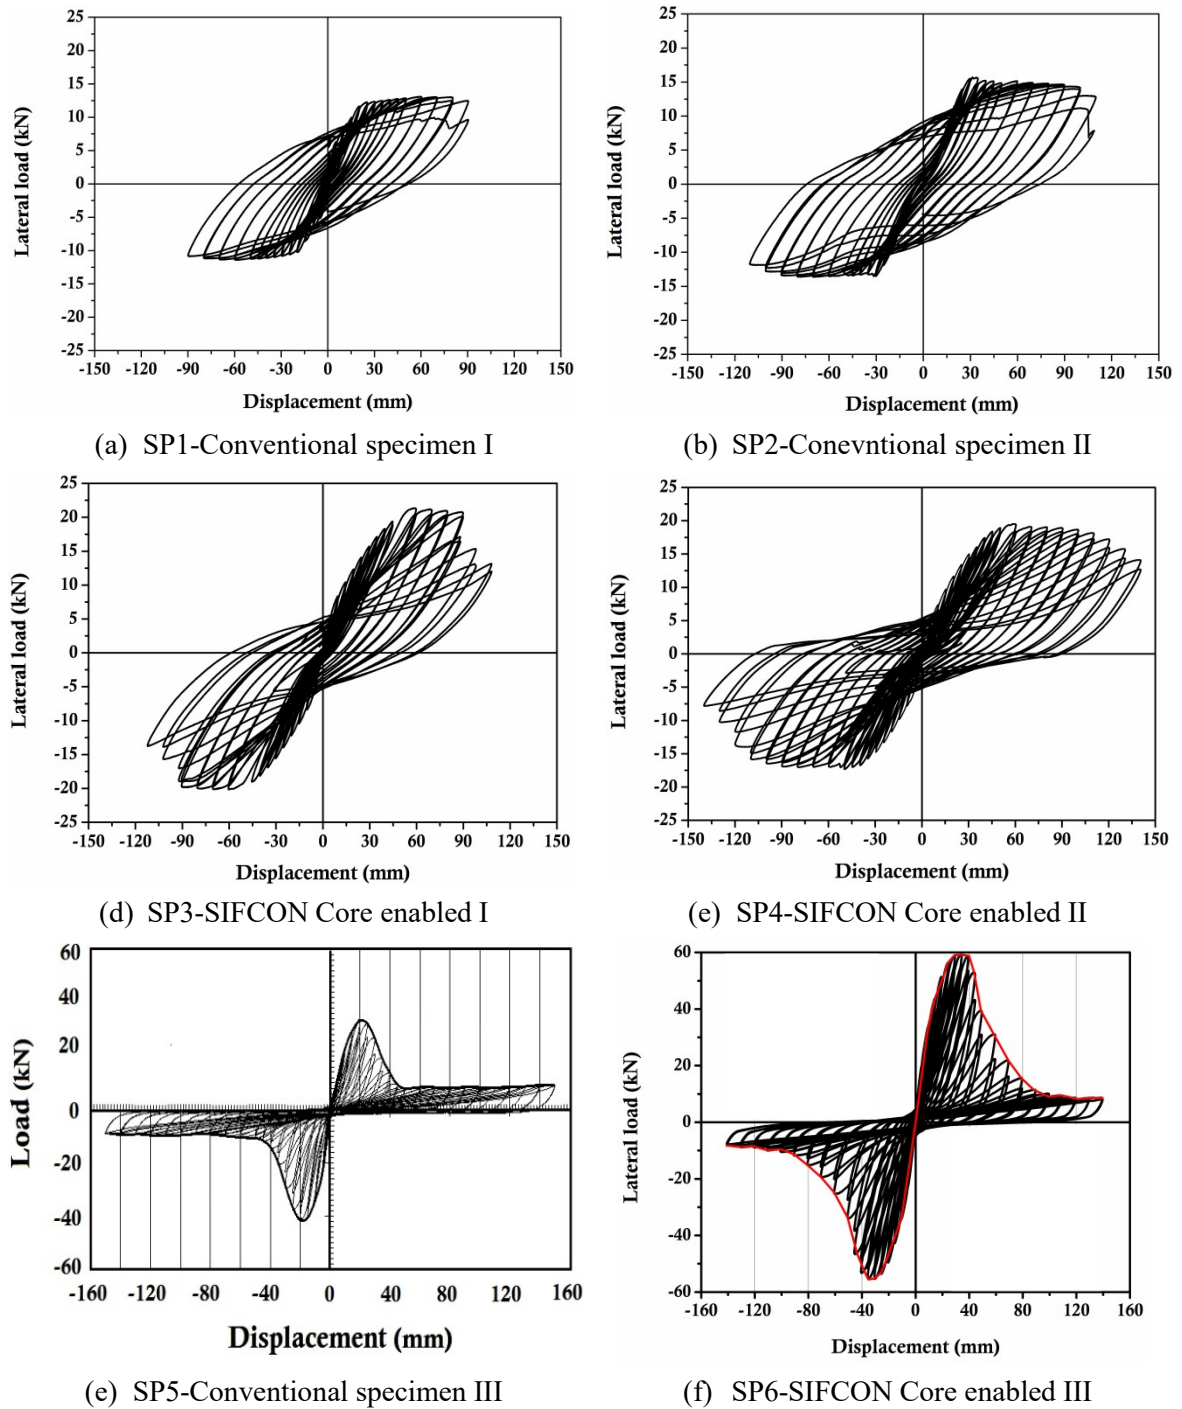 25
20
15
10
5
0
-5
-10
-15
-20
-25
Lateral load (kN)
-150 -120 -90 -60 -30 0 30 60 90 120 150
Displacement (mm)
(a) SP1-Conventional specimen I
25
20
15
10
5
0
-5
-10
-15
-20
-25
Lateral load (kN)
-150 -120 -90 -60 -30 0 30 60 90 120 150
Displacement (mm)
(b) SP2-Conevntional specimen II
25
20
15
10
5
0
-5
-10
-15
-20
-25
Lateral load (kN)
-150 -120 -90 -60 -30 0 30 60 90 120 150
Displacement (mm)
(d) SP3-SIFCON Core enabled I
25
20
15
10
5
0
-5
-10
-15
-20
-25
Lateral load (kN)
-150 -120 -90 -60 -30 0 30 60 90 120 150
Displacement (mm)
(e) SP4-SIFCON Core enabled II
60
40
20
0
-20
-40
-60
Load (kN)
-160 -120 -80 -40 0 40 80 120 160
Displacement (mm)
(e) SP5-Conventional specimen III
60
40
20
0
-20
-40
-60
Lateral load (kN)
-160 -120 -80 -40 0 40 80 120 160
Displacement (mm)
(f) SP6-SIFCON Core enabled III